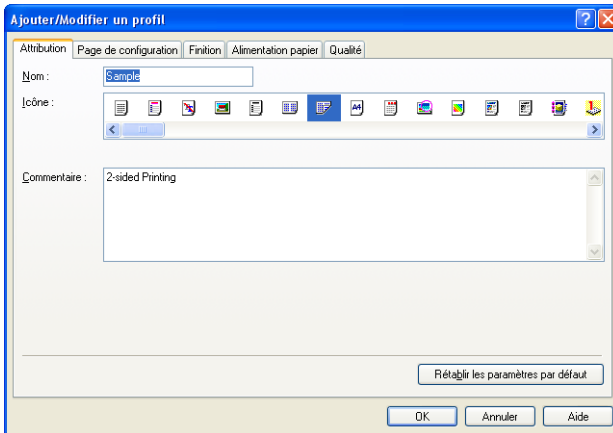 Ajouter/Modifier un profil
Attribution Page de configuration Finition Alimentation papier Qualité
Nom : Sample
Icône :
A4
Commentaire : 2-sided Printing
Rétablir les paramètres par défaut
OK Annuler Aide